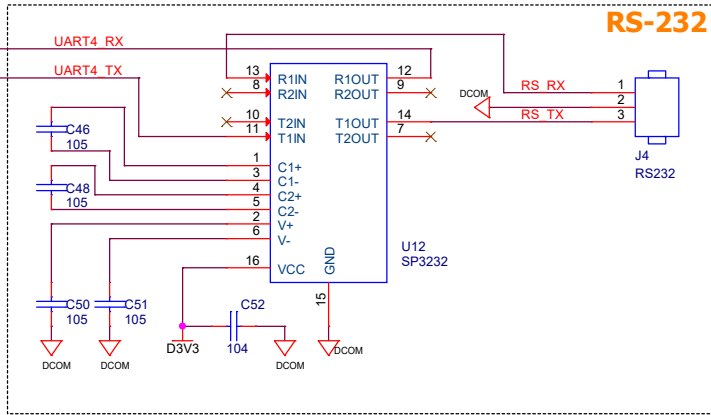 RS-232
UART4_RX
13 R1IN R1OUT 12
8 R2IN R2OUT 9
RS_RX 1
DCOM 2
UART4_TX
10 T2IN T1OUT 14 RS_TX 3
11 T1IN T2OUT 7
J4
RS232
C46
105
1 C1+
3 C1-
C48
105
4 C2+
5 C2-
2 V+
6 V-
U12
SP3232
16 VCC
GND
15
C50
105
C51
105
C52
104
D3V3
DCOM
DCOM
DCOM
DCOM